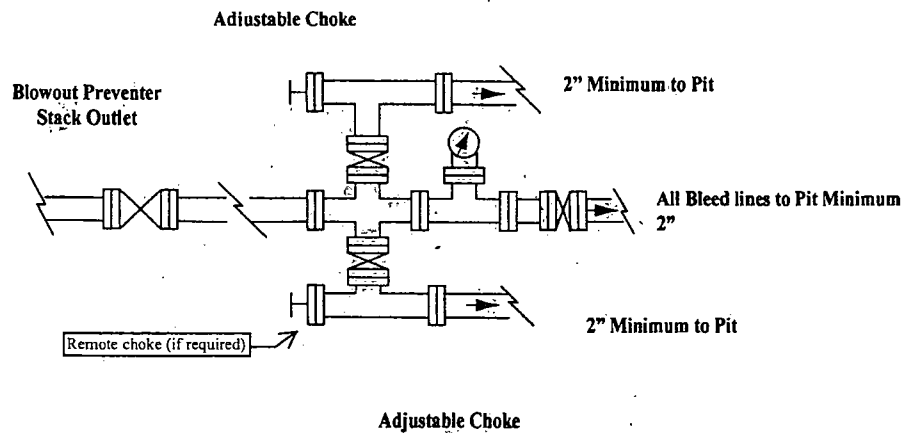 Adjustable Choke
Blowout Preventer
Stack Outlet
2" Minimum to Pit
All Bleed lines to Pit Minimum
2"
2" Minimum to Pit
Remote choke (if required)
Adjustable Choke